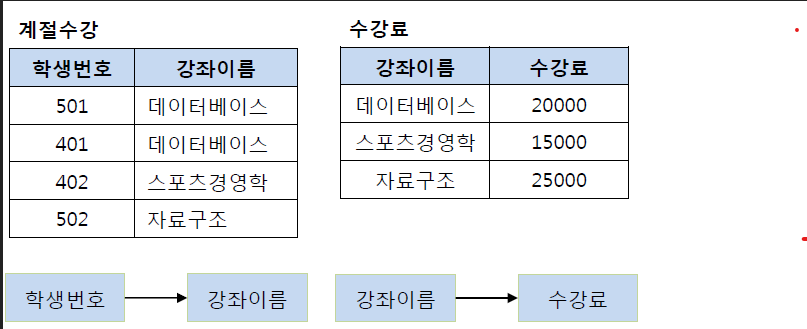 계절수강
학생번호 강좌이름
501 데이터베이스
401 데이터베이스
402 스포츠경영학
502 자료구조
수강료
강좌이름 수강료
데이터베이스 20000
스포츠경영학 15000
자료구조 25000
학생번호 강좌이름
강좌이름 수강료